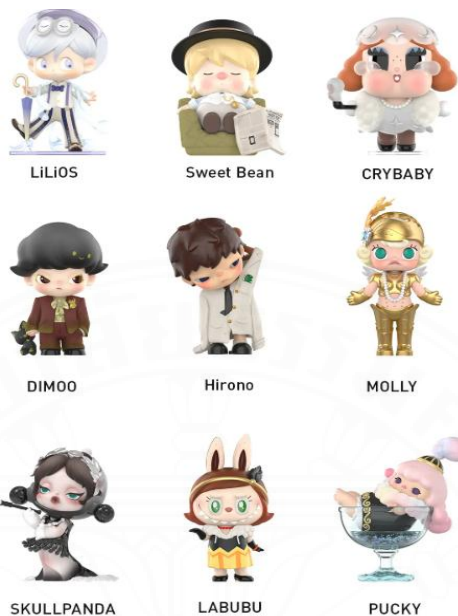 LiLiOS
Sweet Bean
CRYBABY
DIMOO
Hirono
MOLLY
SKULLPANDA
LABUBU
PUCKY